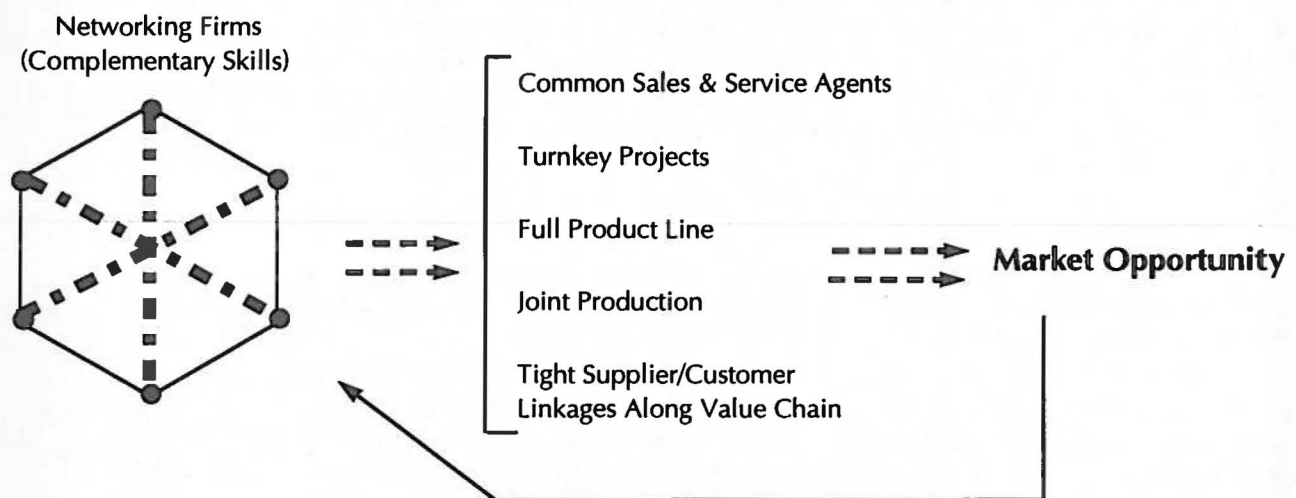 Networking Firms
(Complementary Skills)
Common Sales & Service Agents
Turnkey Projects
Full Product Line
Joint Production
Tight Supplier/Customer
Linkages Along Value Chain
Market Opportunity